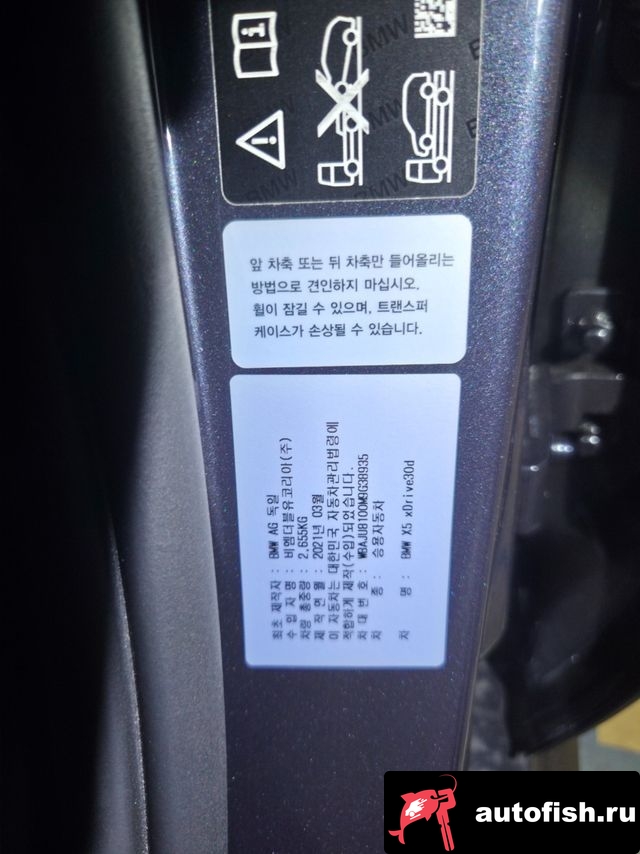 BMW
BMW
앞 차축 또는 뒤 차축만 들어올리는
방법으로 견인하지 마십시오.
휠이 잠길 수 있으며, 트랜스퍼
케이스가 손상될 수 있습니다.
최초 제작자 : BMW AG 독일
수 입 자 명 : 비엠더블유코리아(주)
차량 총중량 : 2,655KG
제 작 연 월 : 2021년 03월
이 자동차는 대한민국 자동차관리법령에
적합하게 제작(수입)되었습니다.
차 대 번 호 : WBAJU8100M9G38935
차 종 : 승용자동차
차 명 : BMW X5 xDrive30d
autofish.ru